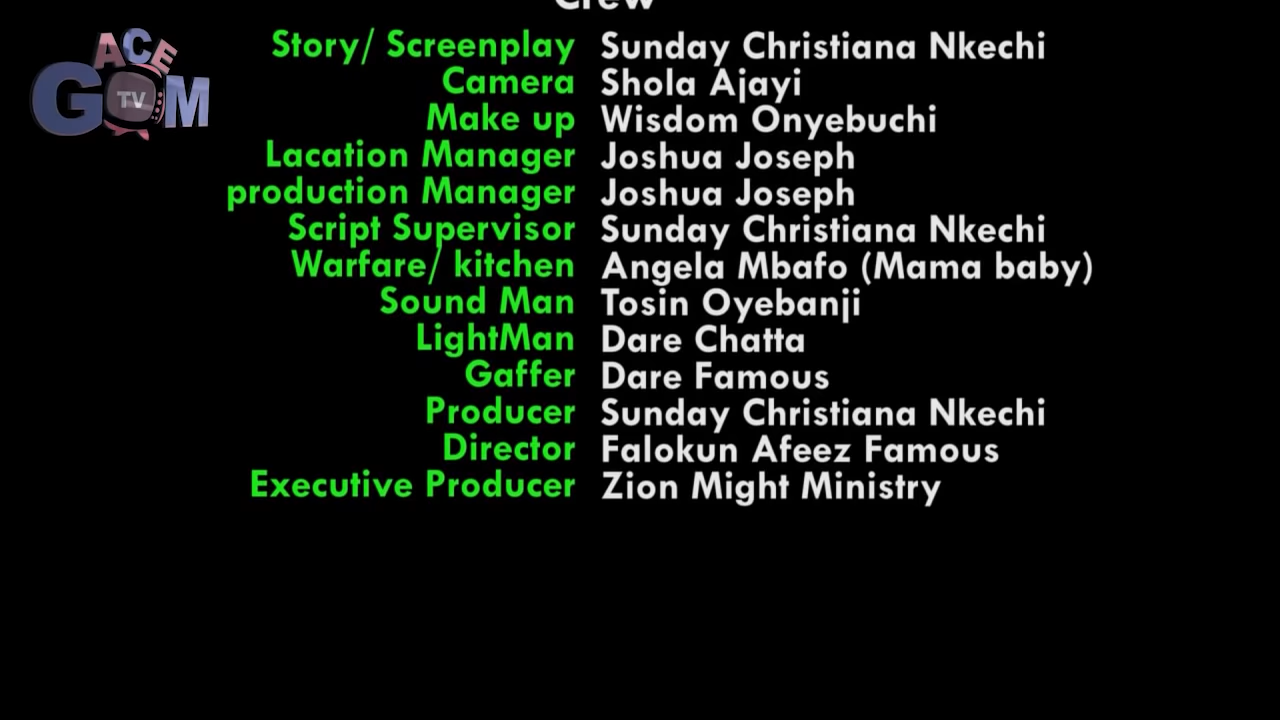 Crew
ACE
GOM
TV
Story/ Screenplay Sunday Christiana Nkechi
Camera Shola Ajayi
Make up Wisdom Onyebuchi
Lacation Manager Joshua Joseph
production Manager Joshua Joseph
Script Supervisor Sunday Christiana Nkechi
Warfare/ kitchen Angela Mbafo (Mama baby)
Sound Man Tosin Oyebanji
LightMan Dare Chatta
Gaffer Dare Famous
Producer Sunday Christiana Nkechi
Director Falokun Afeez Famous
Executive Producer Zion Might Ministry